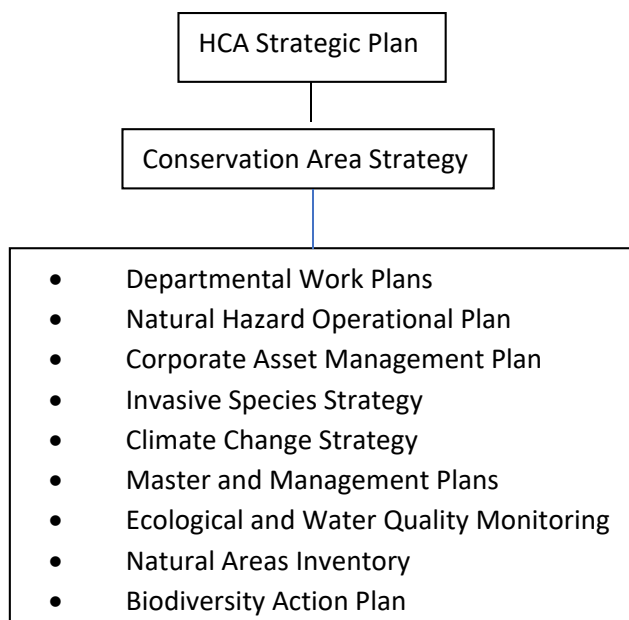 HCA Strategic Plan
Conservation Area Strategy
• Departmental Work Plans
• Natural Hazard Operational Plan
• Corporate Asset Management Plan
• Invasive Species Strategy
• Climate Change Strategy
• Master and Management Plans
• Ecological and Water Quality Monitoring
• Natural Areas Inventory
• Biodiversity Action Plan